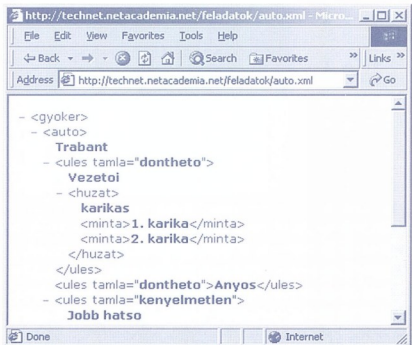 http://technet.netacademia.net/feladatok/auto.xml - Micro...
File Edit View Favorites Tools Help
Back Search Favorites » Links »
Address http://technet.netacademia.net/feladatok/auto.xml Go
- <gyoker>
- <auto>
Trabant
- <ules tamla="dontheto">
Vezetoi
- <huzat>
karikas
<minta>1. karika</minta>
<minta>2. karika</minta>
</huzat>
</ules>
<ules tamla="dontheto">Anyos</ules>
- <ules tamla="kenyelmetlen">
Jobb hatso
Done Internet